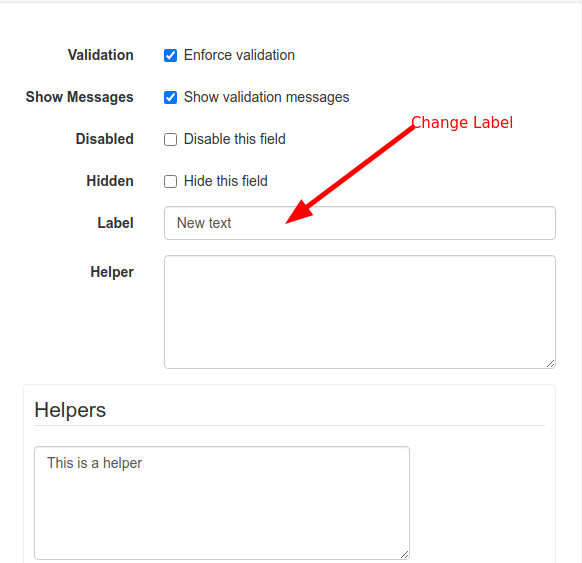 Validation Enforce validation
Show Messages Show validation messages
Change Label
Disabled Disable this field
Hidden Hide this field
Label New text
Helper
Helpers
This is a helper